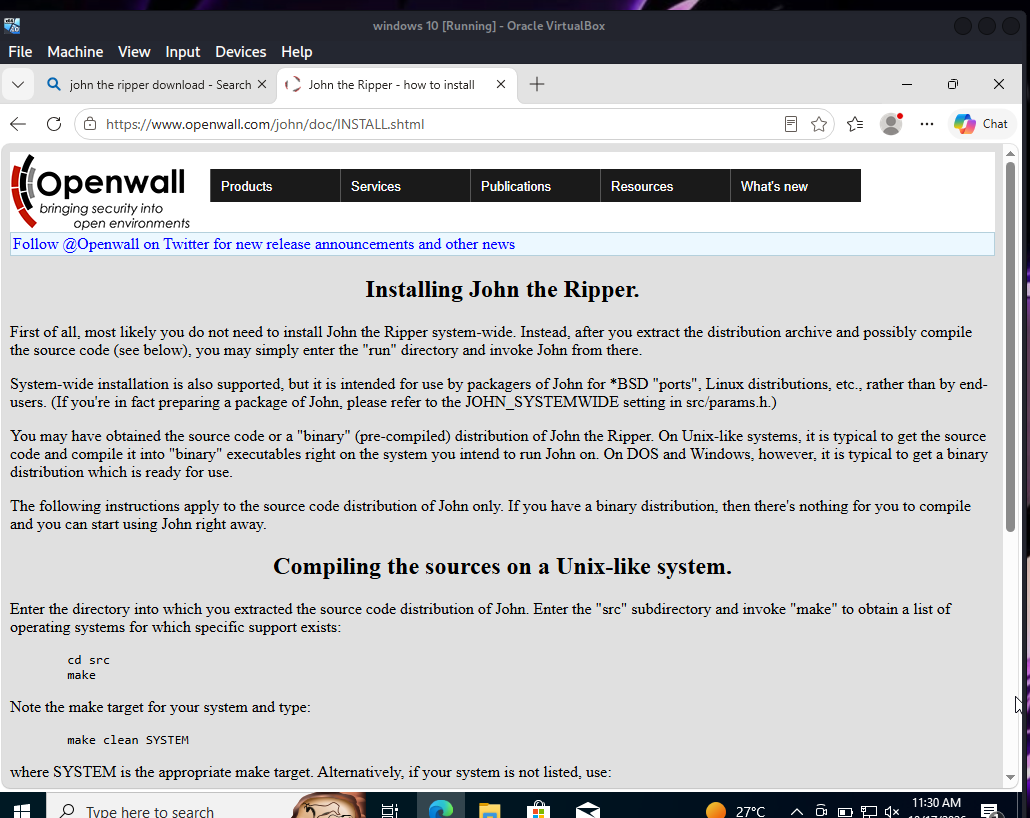 windows 10 [Running] - Oracle VirtualBox
File Machine View Input Devices Help
john the ripper download - Search
John the Ripper - how to install
https://www.openwall.com/john/doc/INSTALL.shtml
Chat
Openwall
bringing security into
open environments
Products Services Publications Resources What's new
Follow @Openwall on Twitter for new release announcements and other news
Installing John the Ripper.
First of all, most likely you do not need to install John the Ripper system-wide. Instead, after you extract the distribution archive and possibly compile
the source code (see below), you may simply enter the "run" directory and invoke John from there.
System-wide installation is also supported, but it is intended for use by packagers of John for *BSD "ports", Linux distributions, etc., rather than by end-
users. (If you're in fact preparing a package of John, please refer to the JOHN_SYSTEMWIDE setting in src/params.h.)
You may have obtained the source code or a "binary" (pre-compiled) distribution of John the Ripper. On Unix-like systems, it is typical to get the source
code and compile it into "binary" executables right on the system you intend to run John on. On DOS and Windows, however, it is typical to get a binary
distribution which is ready for use.
The following instructions apply to the source code distribution of John only. If you have a binary distribution, then there's nothing for you to compile
and you can start using John right away.
Compiling the sources on a Unix-like system.
Enter the directory into which you extracted the source code distribution of John. Enter the "src" subdirectory and invoke "make" to obtain a list of
operating systems for which specific support exists:
cd src
make
Note the make target for your system and type:
make clean SYSTEM
where SYSTEM is the appropriate make target. Alternatively, if your system is not listed, use:
Type here to search
27°C
11:30 AM